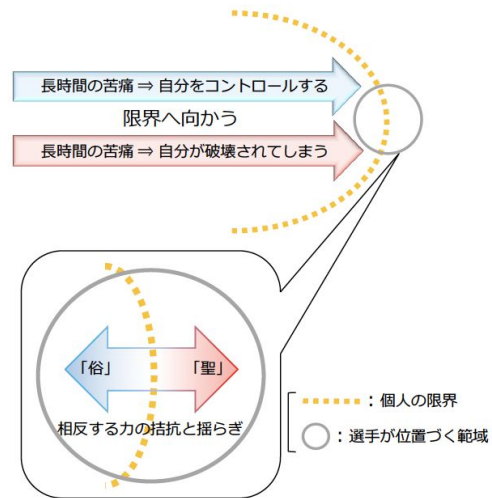 長時間の苦痛 ⇒ 自分をコントロールする
限界へ向かう
長時間の苦痛 ⇒ 自分が破壊されてしまう
「俗」 「聖」
相反する力の拮抗と揺らぎ
：個人の限界
：選手が位置づく範域